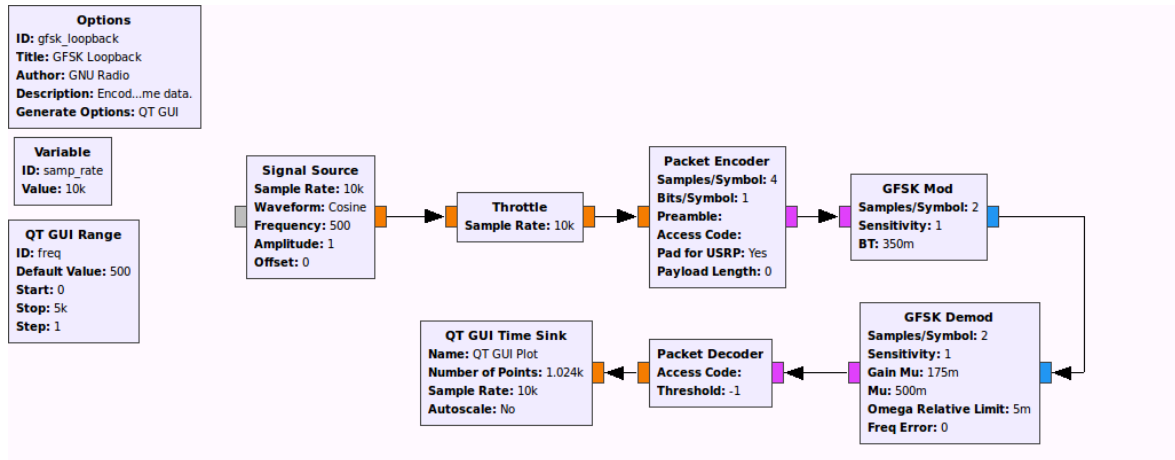 Options
ID: gfsk_loopback
Title: GFSK Loopback
Author: GNU Radio
Description: Encod...me data.
Generate Options: QT GUI
Variable
ID: samp_rate
Value: 10k
QT GUI Range
ID: freq
Default Value: 500
Start: 0
Stop: 5k
Step: 1
Signal Source
Sample Rate: 10k
Waveform: Cosine
Frequency: 500
Amplitude: 1
Offset: 0
Throttle
Sample Rate: 10k
Packet Encoder
Samples/Symbol: 4
Bits/Symbol: 1
Preamble:
Access Code:
Pad for USRP: Yes
Payload Length: 0
GFSK Mod
Samples/Symbol: 2
Sensitivity: 1
BT: 350m
QT GUI Time Sink
Name: QT GUI Plot
Number of Points: 1.024k
Sample Rate: 10k
Autoscale: No
Packet Decoder
Access Code:
Threshold: -1
GFSK Demod
Samples/Symbol: 2
Sensitivity: 1
Gain Mu: 175m
Mu: 500m
Omega Relative Limit: 5m
Freq Error: 0